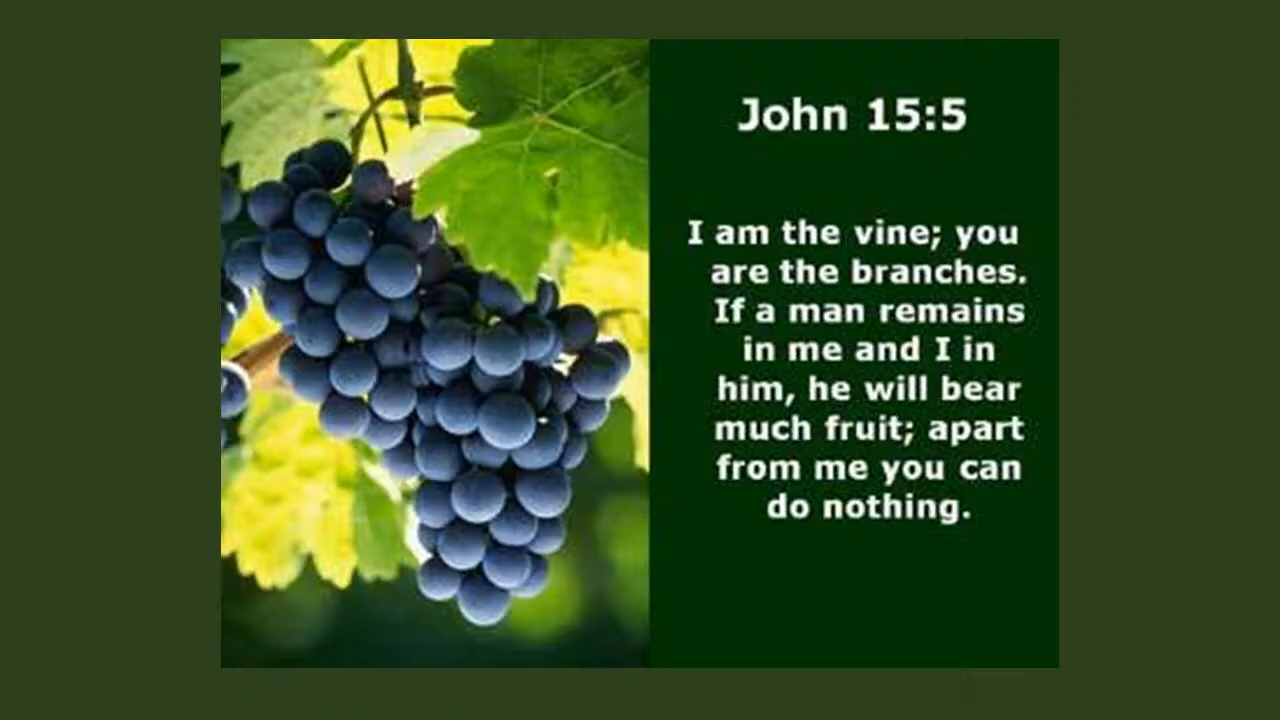 John 15:5
I am the vine; you
are the branches.
If a man remains
in me and I in
him, he will bear
much fruit; apart
from me you can
do nothing.